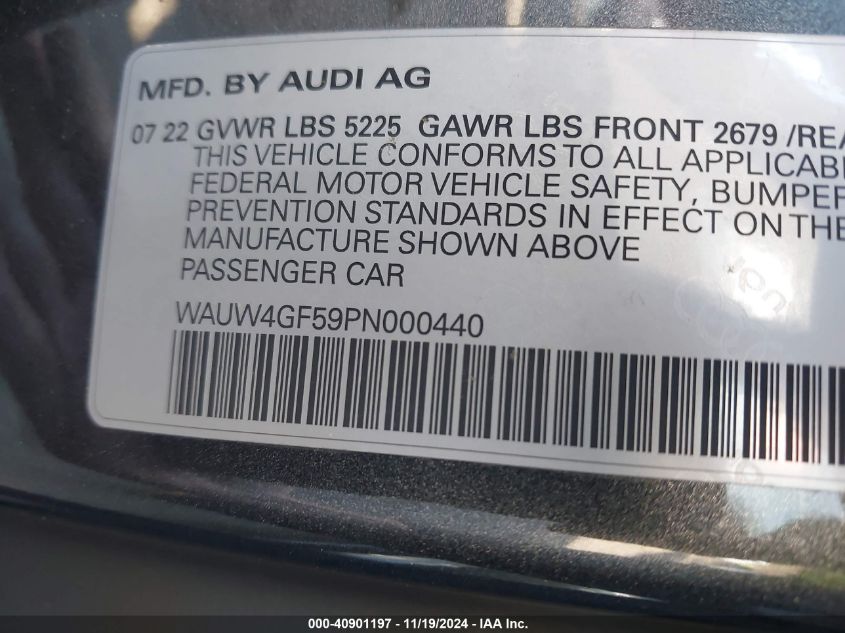 MFD. BY AUDI AG
07 22 GVWR LBS 5225 GAWR LBS FRONT 2679 /REA
THIS VEHICLE CONFORMS TO ALL APPLICABL
FEDERAL MOTOR VEHICLE SAFETY, BUMPER
PREVENTION STANDARDS IN EFFECT ON THE
MANUFACTURE SHOWN ABOVE
PASSENGER CAR
WAUW4GF59PN000440
000-40901197 - 11/19/2024 - IAA Inc.